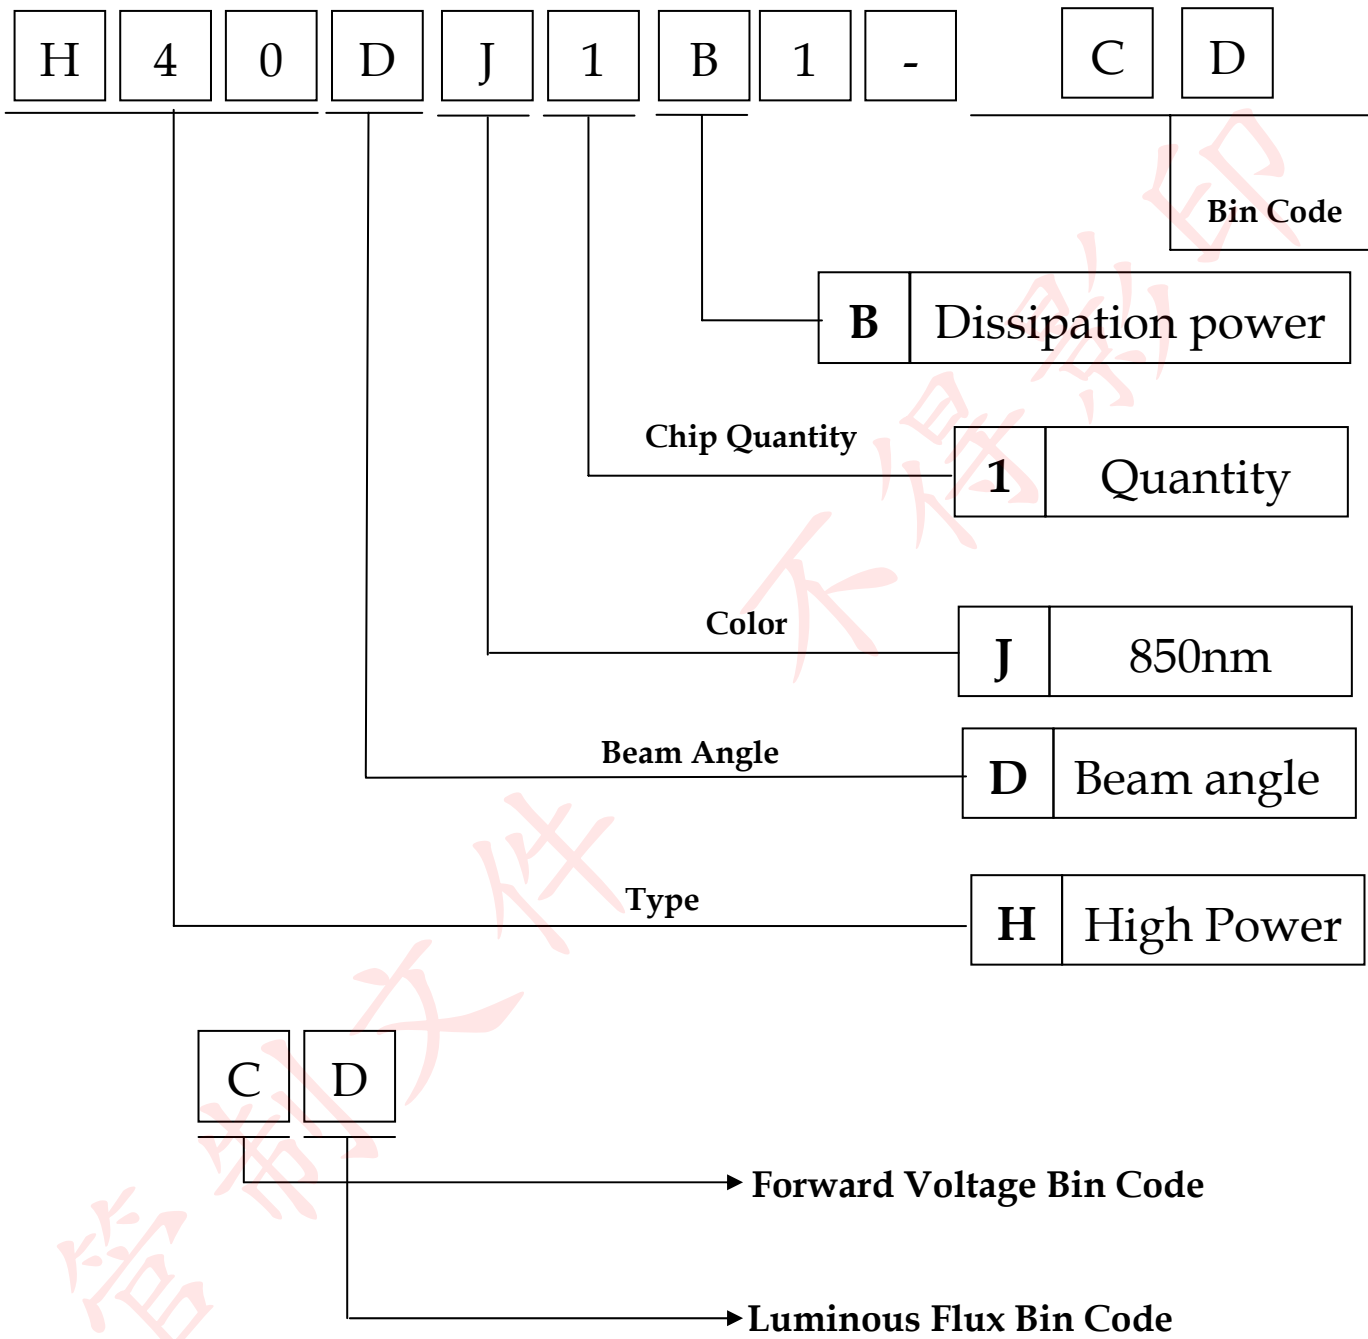 H 4 0 D J 1 B 1 - C D
Bin Code
B Dissipation power
Chip Quantity
1 Quantity
Color
J 850nm
Beam Angle
D Beam angle
Type
H High Power
C D
Forward Voltage Bin Code
Luminous Flux Bin Code
管制文件 不得影印